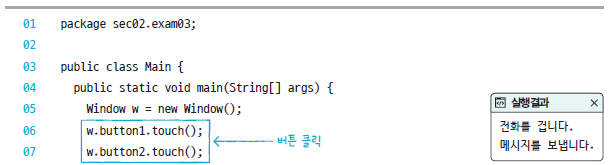 01 package sec02.exam03;
02
03 public class Main {
04 public static void main(String[] args) {
05 Window w = new Window();
06 w.button1.touch();
07 w.button2.touch();
버튼 클릭
실행결과
전화를 겁니다.
메시지를 보냅니다.